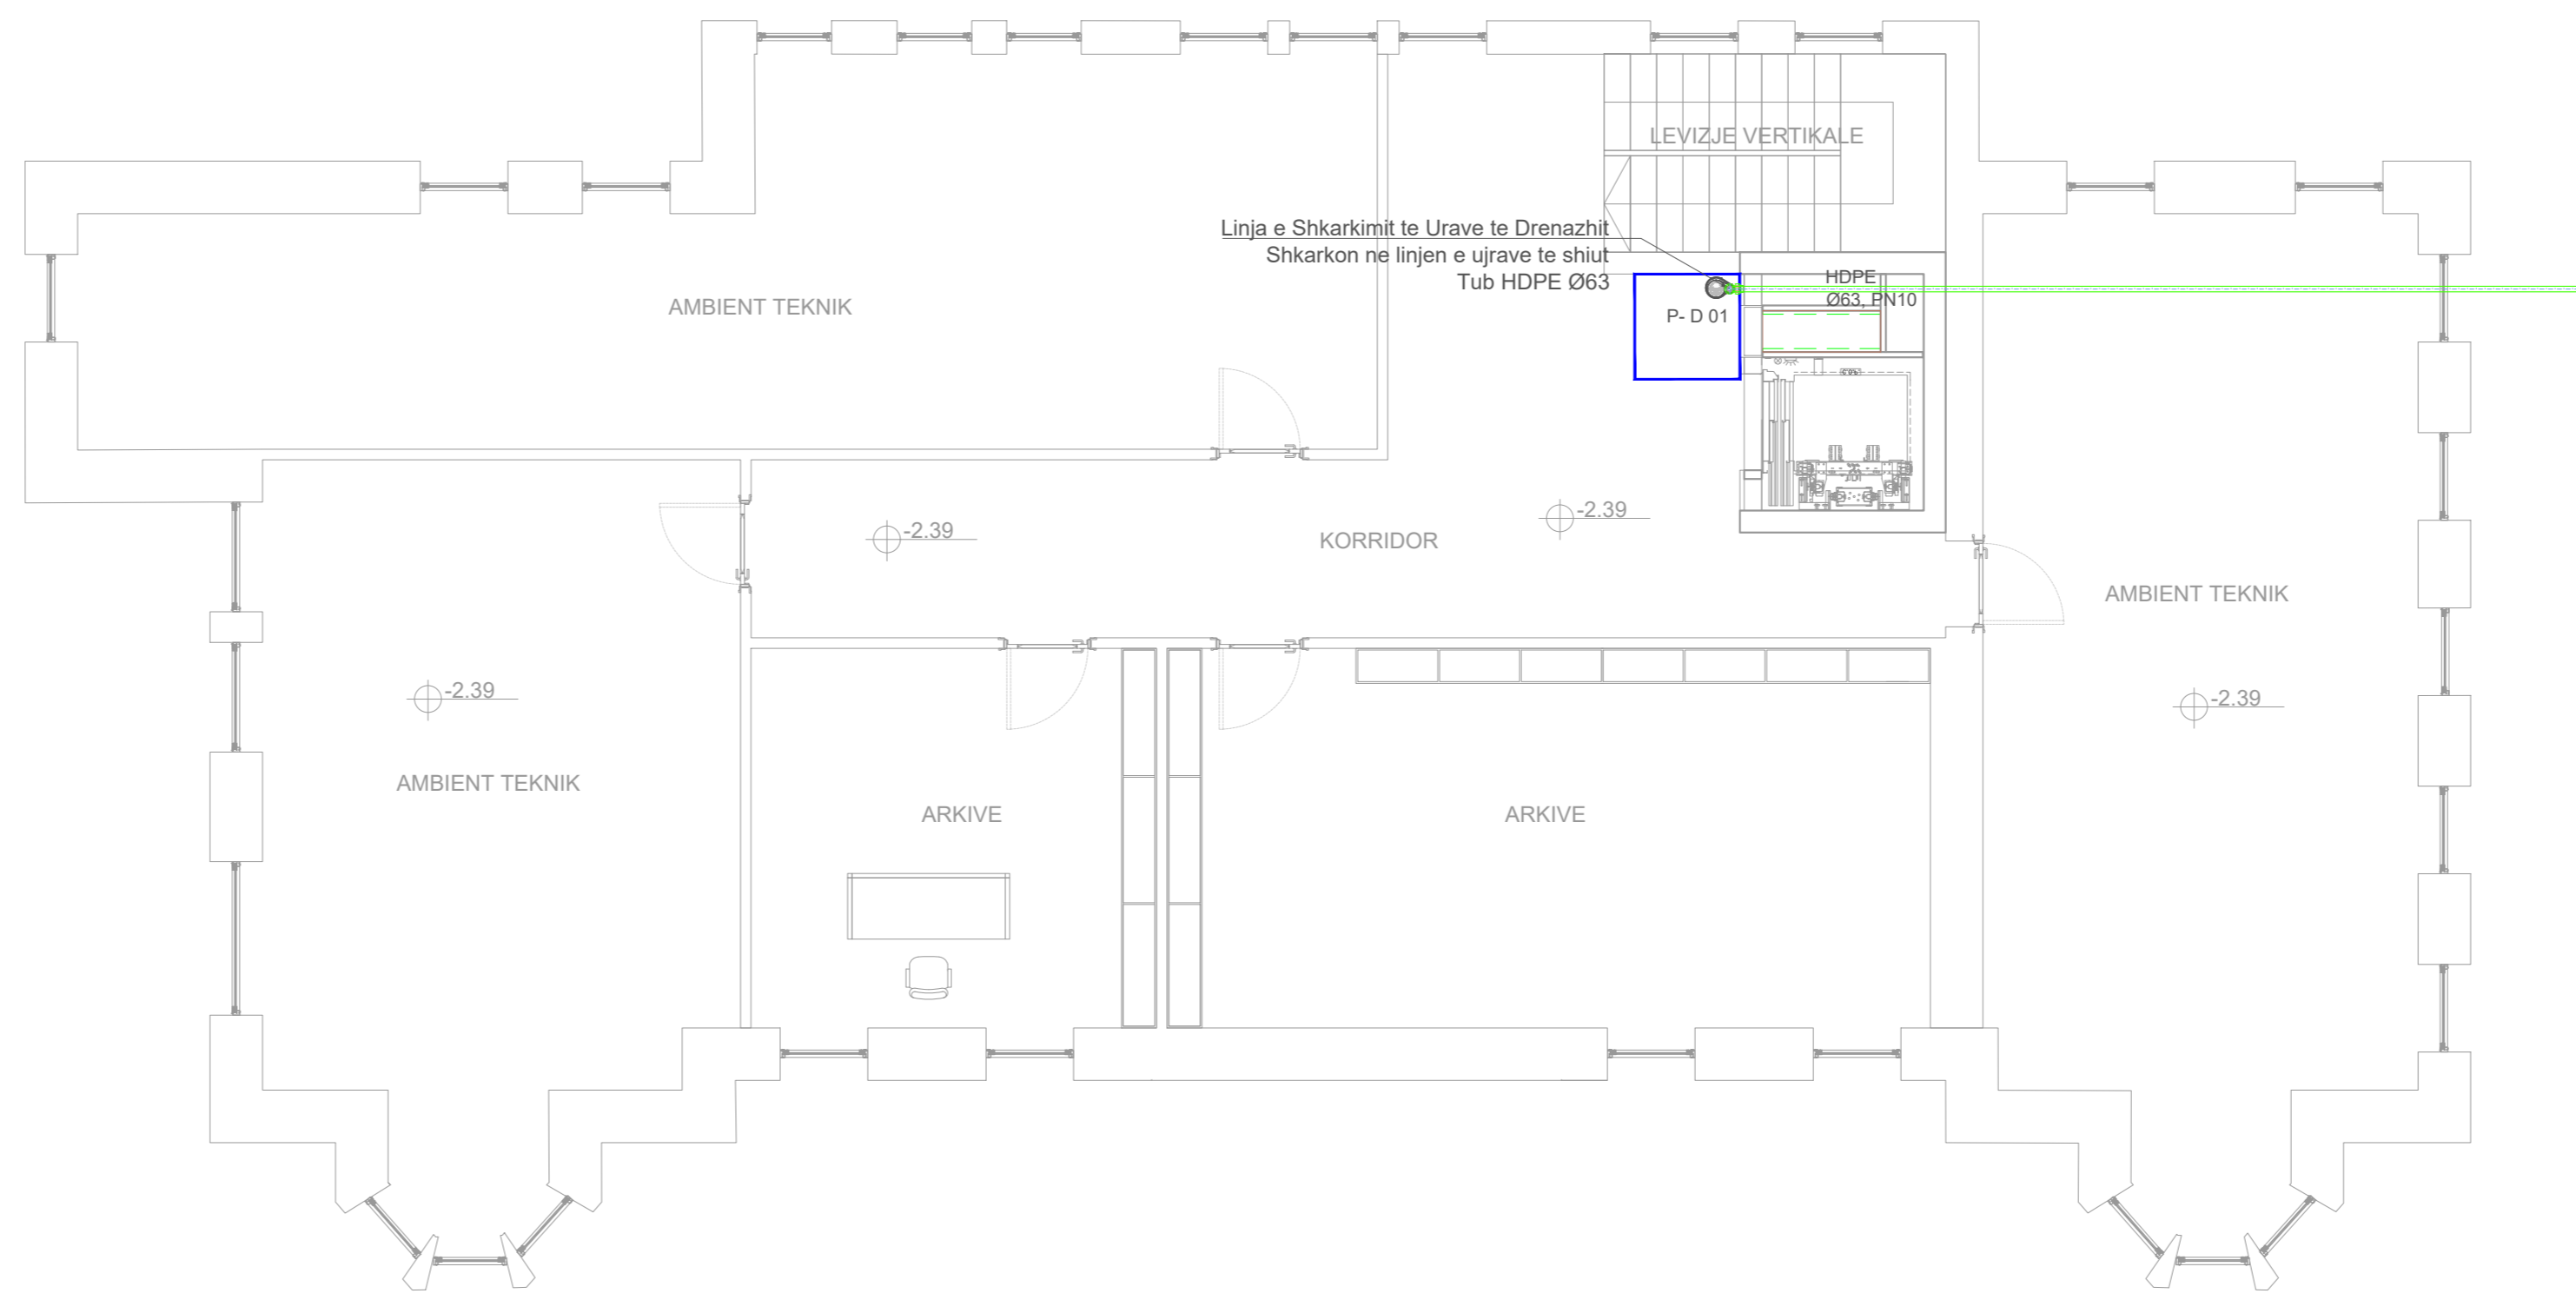 LEVIZJE VERTIKALE
Linja e Shkarkimit te Urave te Drenazhit
Shkarkon ne linjen e ujrave te shiut
Tub HDPE Ø63
HDPE
Ø63, PN10
P- D 01
AMBIENT TEKNIK
-2.39
-2.39
KORRIDOR
AMBIENT TEKNIK
-2.39
-2.39
AMBIENT TEKNIK
ARKIVE
ARKIVE